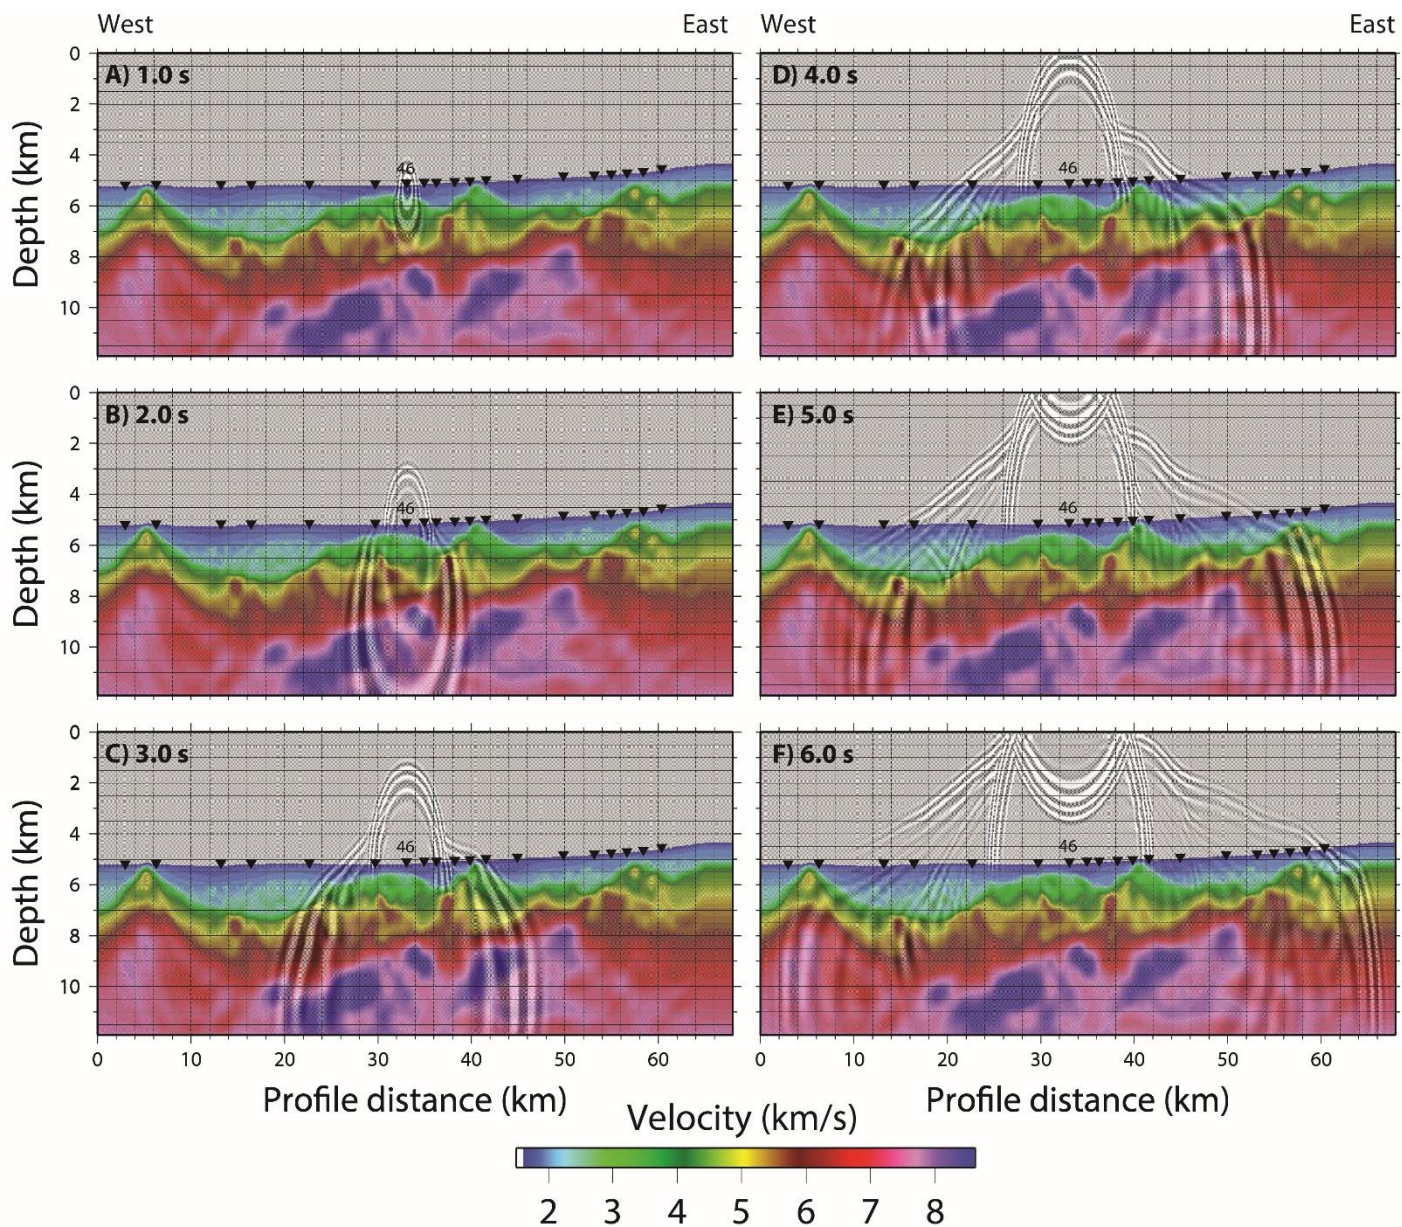 West East West East
A) 1.0 s D) 4.0 s
0 2 4 6 8 10
Depth (km)
46 46
B) 2.0 s E) 5.0 s
0 2 4 6 8 10
Depth (km)
46 46
C) 3.0 s F) 6.0 s
0 2 4 6 8 10
Depth (km)
46 46
0 10 20 30 40 50 60 0 10 20 30 40 50 60
Profile distance (km) Profile distance (km)
Velocity (km/s)
2 3 4 5 6 7 8